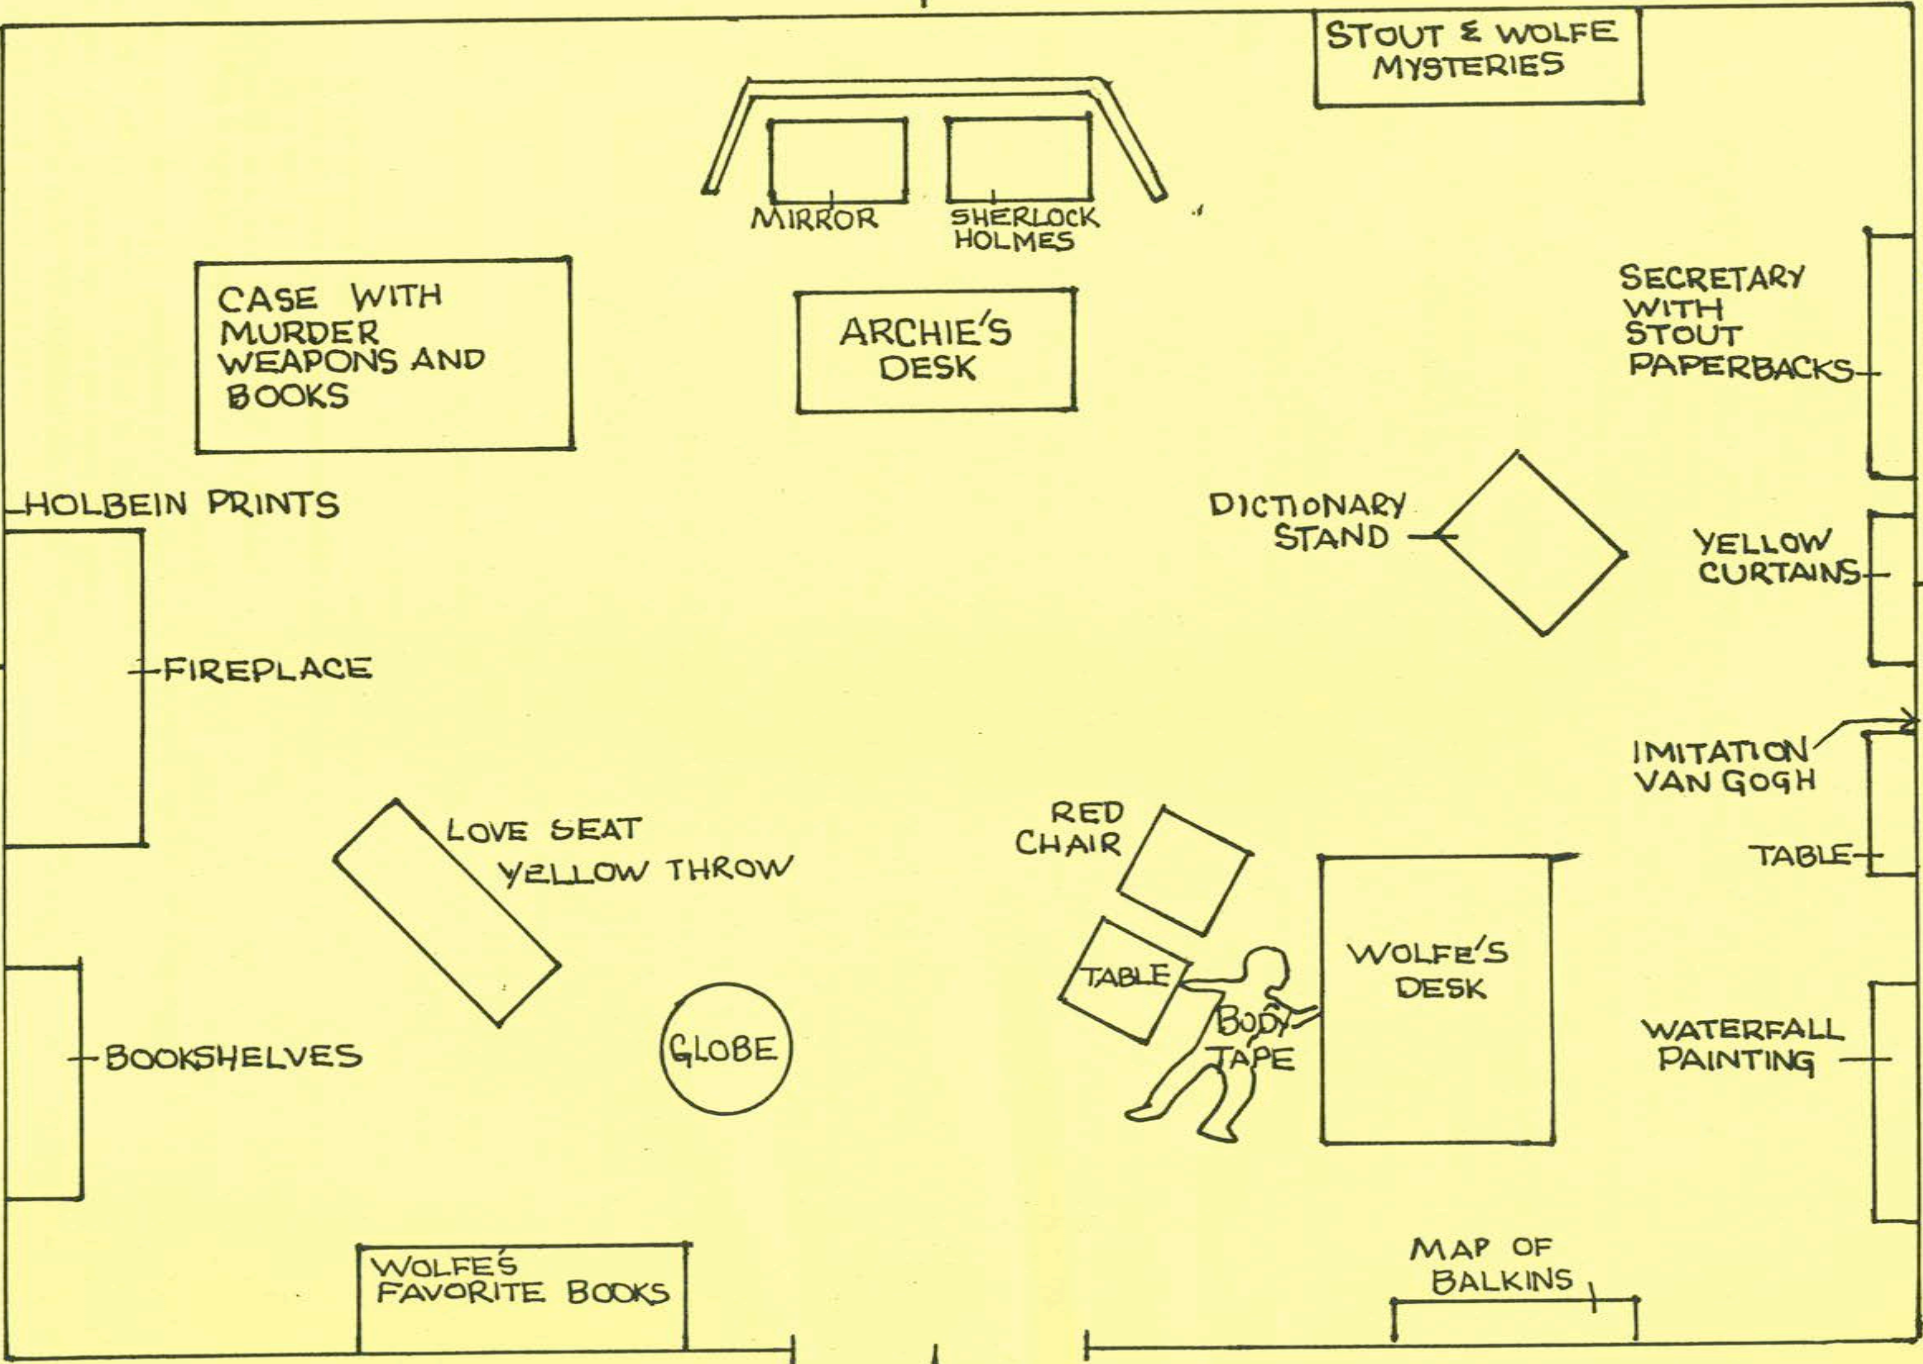 STOUT & WOLFE
MYSTERIES
MIRROR
SHERLOCK
HOLMES
CASE WITH
MURDER
WEAPONS AND
BOOKS
ARCHIE'S
DESK
SECRETARY
WITH
STOUT
PAPERBACKS
HOLBEIN PRINTS
DICTIONARY
STAND
YELLOW
CURTAINS
FIREPLACE
IMITATION
VAN GOGH
LOVE SEAT
YELLOW THROW
RED
CHAIR
TABLE
TABLE
WOLFE'S
DESK
BODY
TAPE
GLOBE
BOOKSHELVES
WATERFALL
PAINTING
WOLFE'S
FAVORITE BOOKS
MAP OF
BALKINS